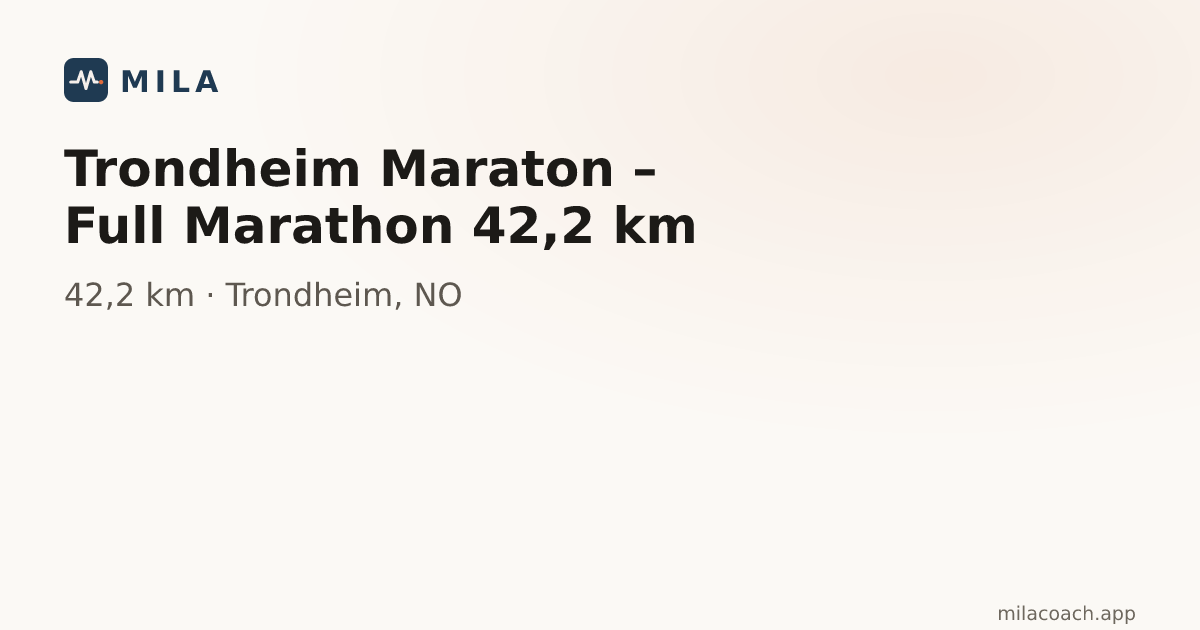 MILA
Trondheim Maraton –
Full Marathon 42,2 km
42,2 km · Trondheim, NO
milacoach.app